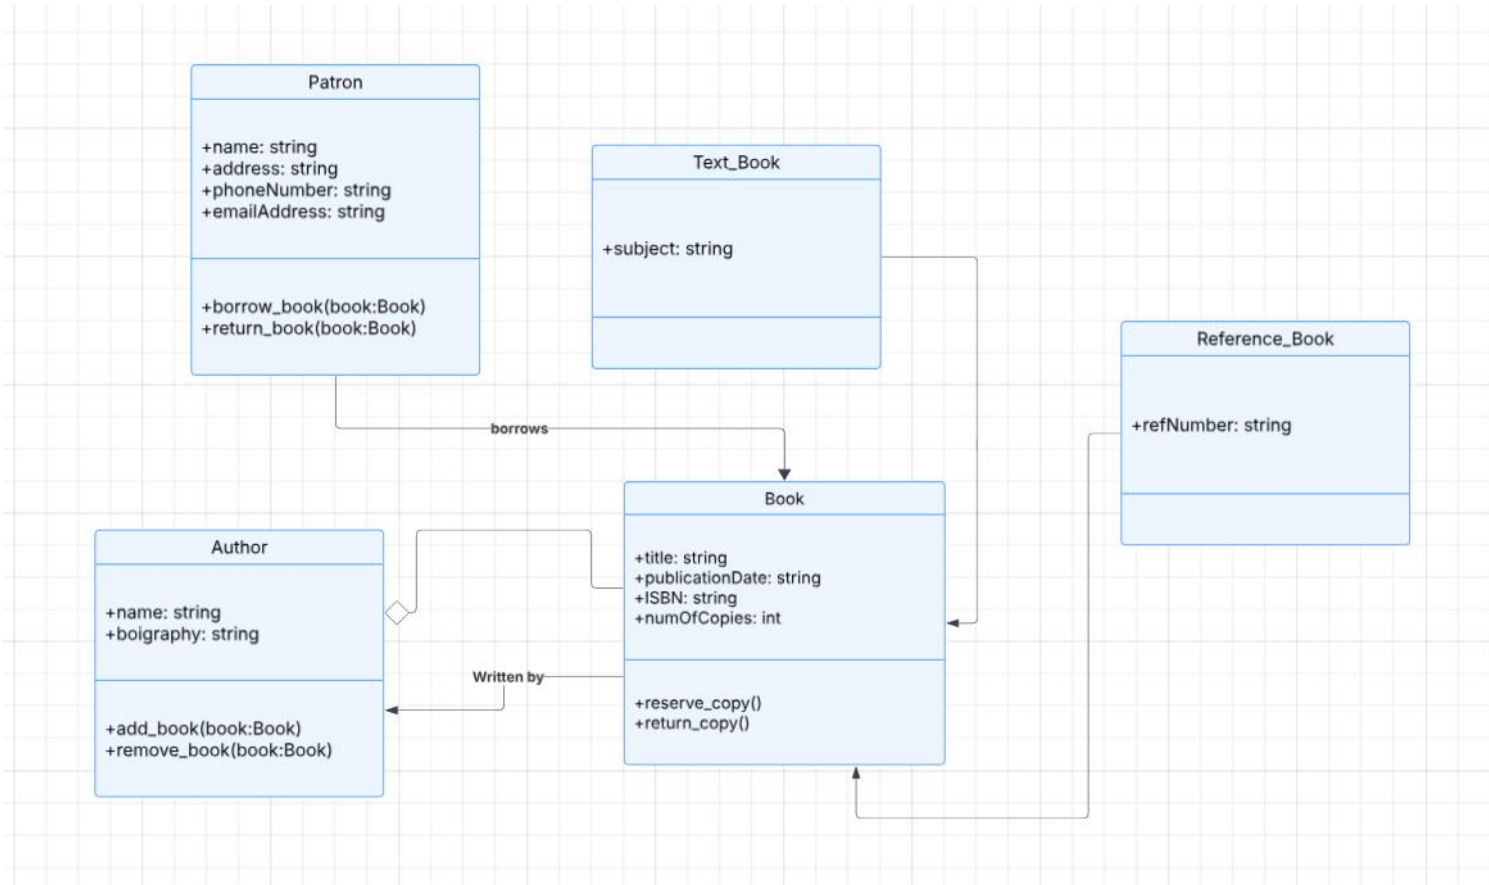 Patron
+name: string
+address: string
+phoneNumber: string
+emailAddress: string
+borrow_book(book:Book)
+return_book(book:Book)
Text_Book
+subject: string
Reference_Book
+refNumber: string
borrows
Book
+title: string
+publicationDate: string
+ISBN: string
+numOfCopies: int
+reserve_copy()
+return_copy()
Author
+name: string
+boigraphy: string
+add_book(book:Book)
+remove_book(book:Book)
Written by